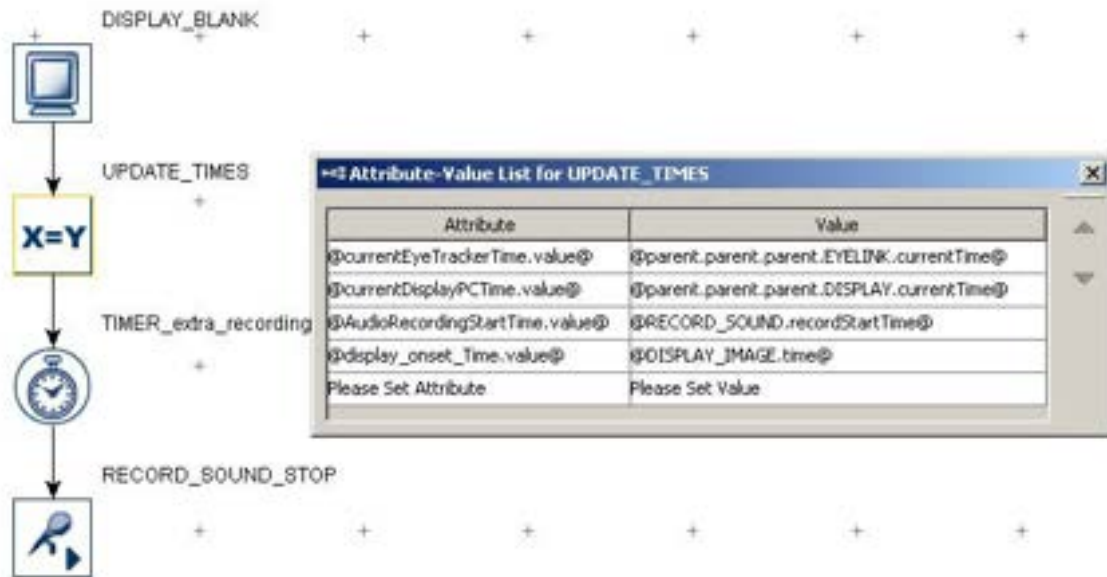 DISPLAY_BLANK
UPDATE_TIMES
X=Y
Attribute-Value List for UPDATE_TIMES
Attribute Value
@currentEyeTrackerTime.value@ @parent.parent.parent.EYELINK.currentTime@
@currentDisplayPCTime.value@ @parent.parent.parent.DISPLAY.currentTime@
TIMER_extra_recording
@AudioRecordingStartTime.value@ @RECORD_SOUND.recordStartTime@
@display_onset_Time.value@ @DISPLAY_IMAGE.time@
Please Set Attribute Please Set Value
RECORD_SOUND_STOP